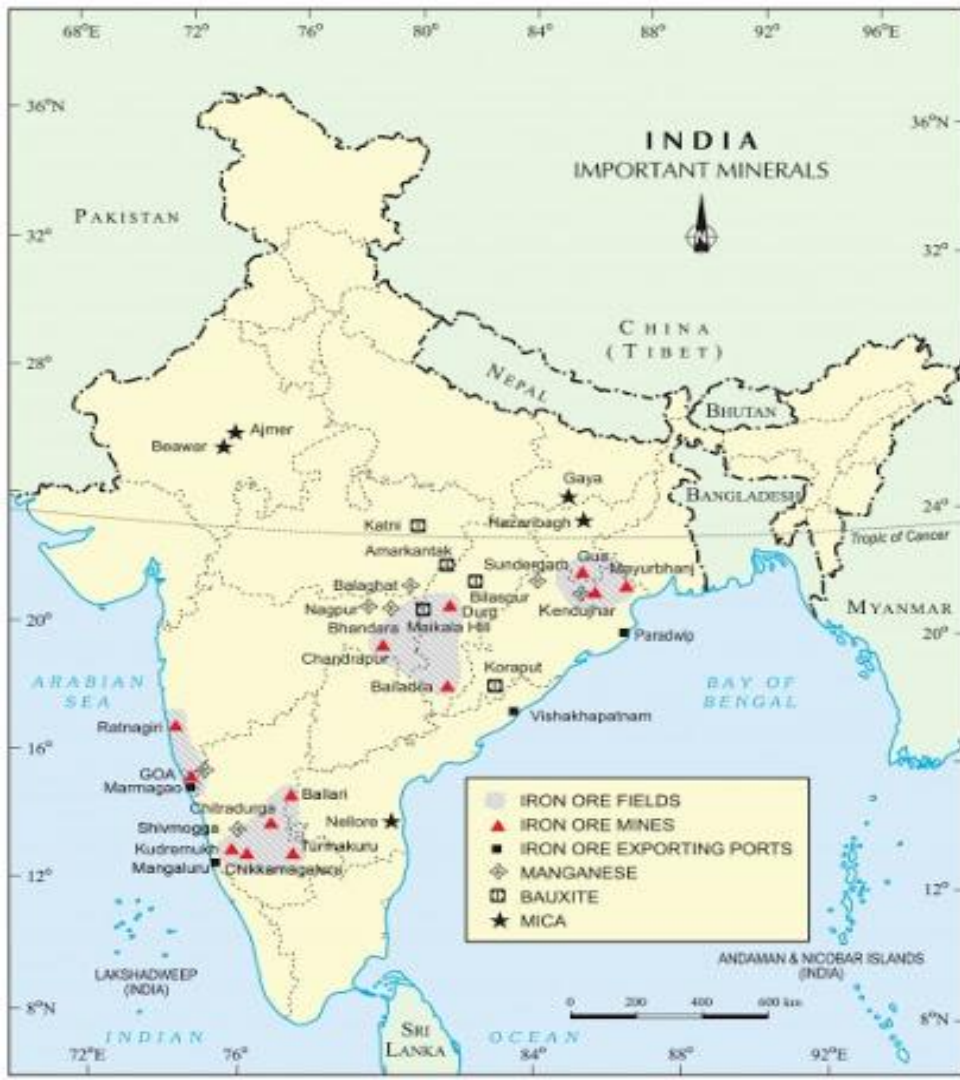 68°E 72° 76° 80° 84° 88° 92° 96°E
36°N
36°N
INDIA
IMPORTANT MINERALS
N
PAKISTAN
32°
32°
CHINA
(TIBET)
NEPAL
28°
28°
BHUTAN
Ajmer
Beawer
Gaya
BANGLADESH
24°
Katni
Hazaribagh
Tropic of Cancer
Amarkantak
Sundergarh
Gua
Mayurbhanj
Balaghat
Bilaspur
Nagpur
Durg
Kendujhar
MYANMAR
20°
20°
Bhandara
Maikala Hill
Paradwip
Chandrapur
Koraput
ARABIAN
SEA
Bailadila
BAY OF
BENGAL
Vishakhapatnam
Ratnagiri
16°
GOA
Marmagao
Ballari
Chitradurga
Shivmogga
Nellore
Kudremukh
Tumakuru
Mangaluru
Chikkamagaluru
IRON ORE FIELDS
IRON ORE MINES
IRON ORE EXPORTING PORTS
MANGANESE
BAUXITE
MICA
12°
12°
LAKSHADWEEP
(INDIA)
ANDAMAN & NICOBAR ISLANDS
(INDIA)
0 200 400 600 km
8°N
8°N
INDIAN
SRI
LANKA
OCEAN
72°E 76° 84° 88° 92°E